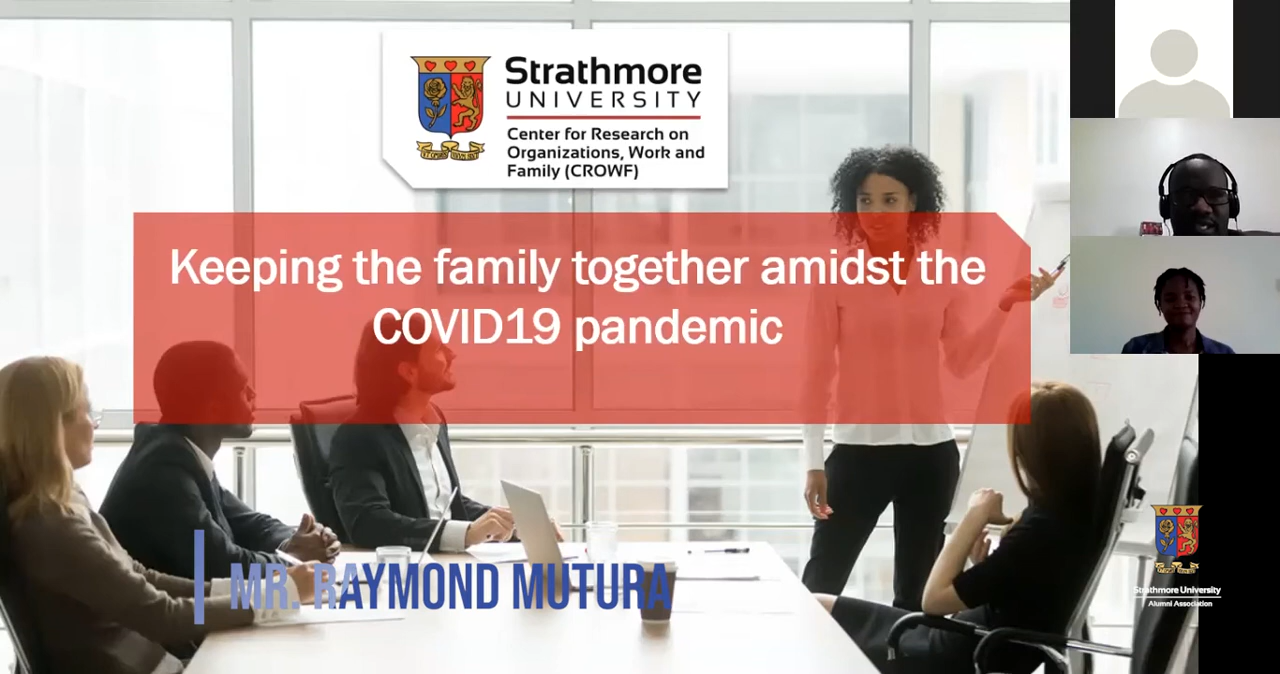 Strathmore
UNIVERSITY
Center for Research on
Organizations, Work and
Family (CROWF)
Keeping the family together amidst the
COVID19 pandemic
MR. RAYMOND MUTURA
Strathmore University
Alumni Association